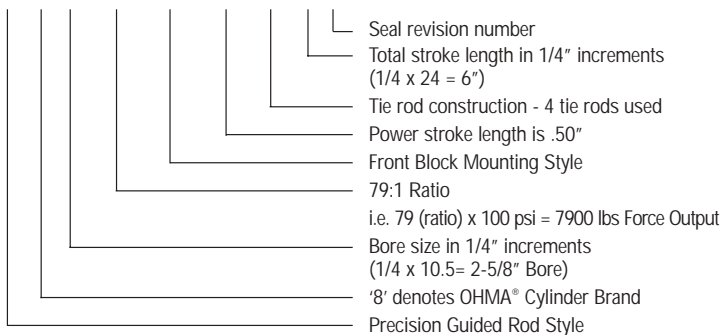 Seal revision number
Total stroke length in 1/4" increments
(1/4 x 24 = 6")
Tie rod construction - 4 tie rods used
Power stroke length is .50"
Front Block Mounting Style
79:1 Ratio
i.e. 79 (ratio) x 100 psi = 7900 lbs Force Output
Bore size in 1/4" increments
(1/4 x 10.5= 2-5/8" Bore)
‘8’ denotes OHMA® Cylinder Brand
Precision Guided Rod Style